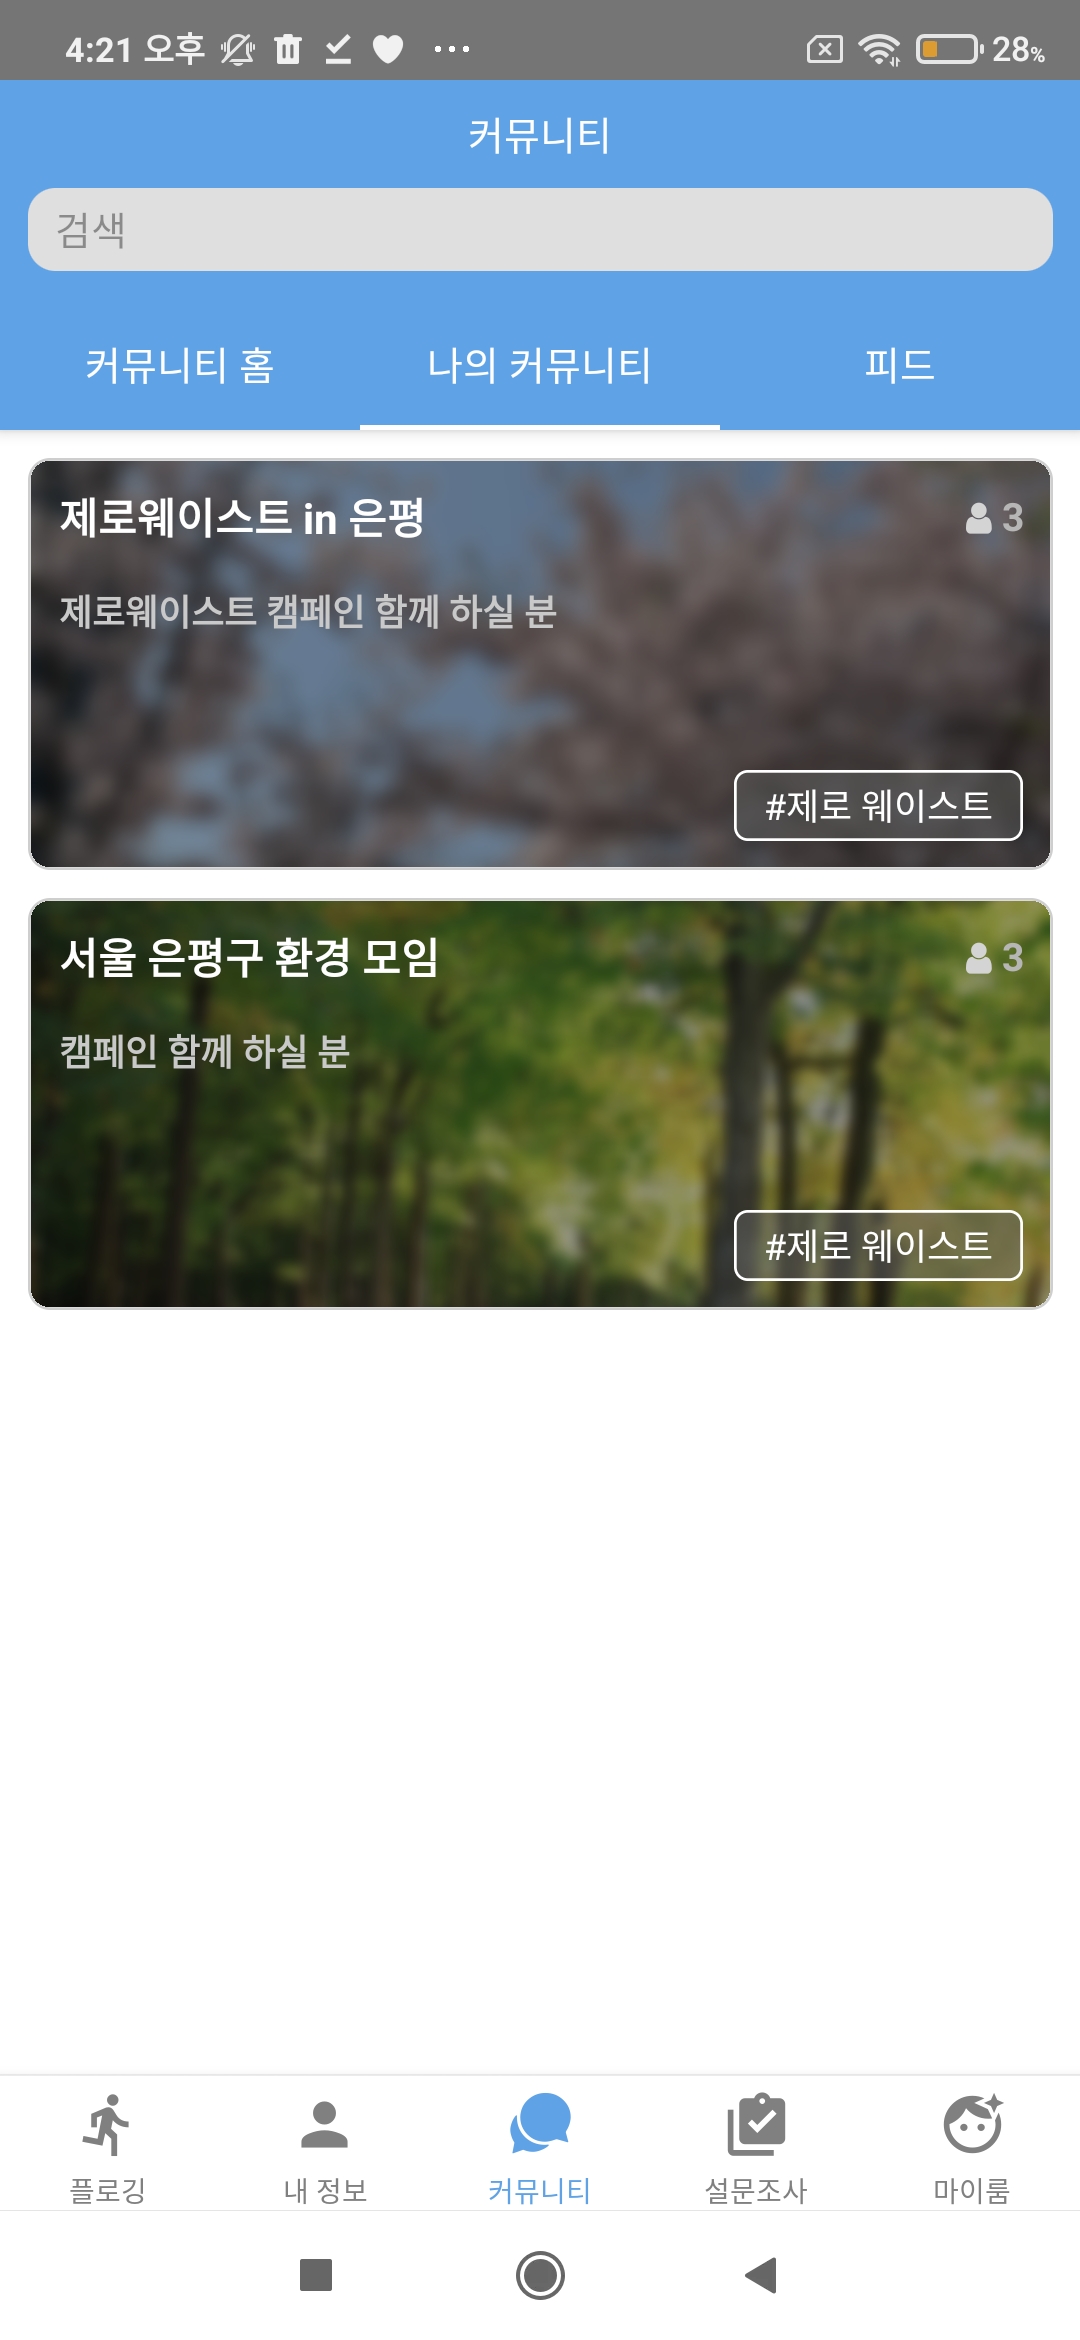 4:21 오후
28%
커뮤니티
검색
커뮤니티 홈
나의 커뮤니티
피드
제로웨이스트 in 은평
3
제로웨이스트 캠페인 함께 하실 분
#제로 웨이스트
서울 은평구 환경 모임
3
캠페인 함께 하실 분
#제로 웨이스트
플로깅
내 정보
커뮤니티
설문조사
마이룸